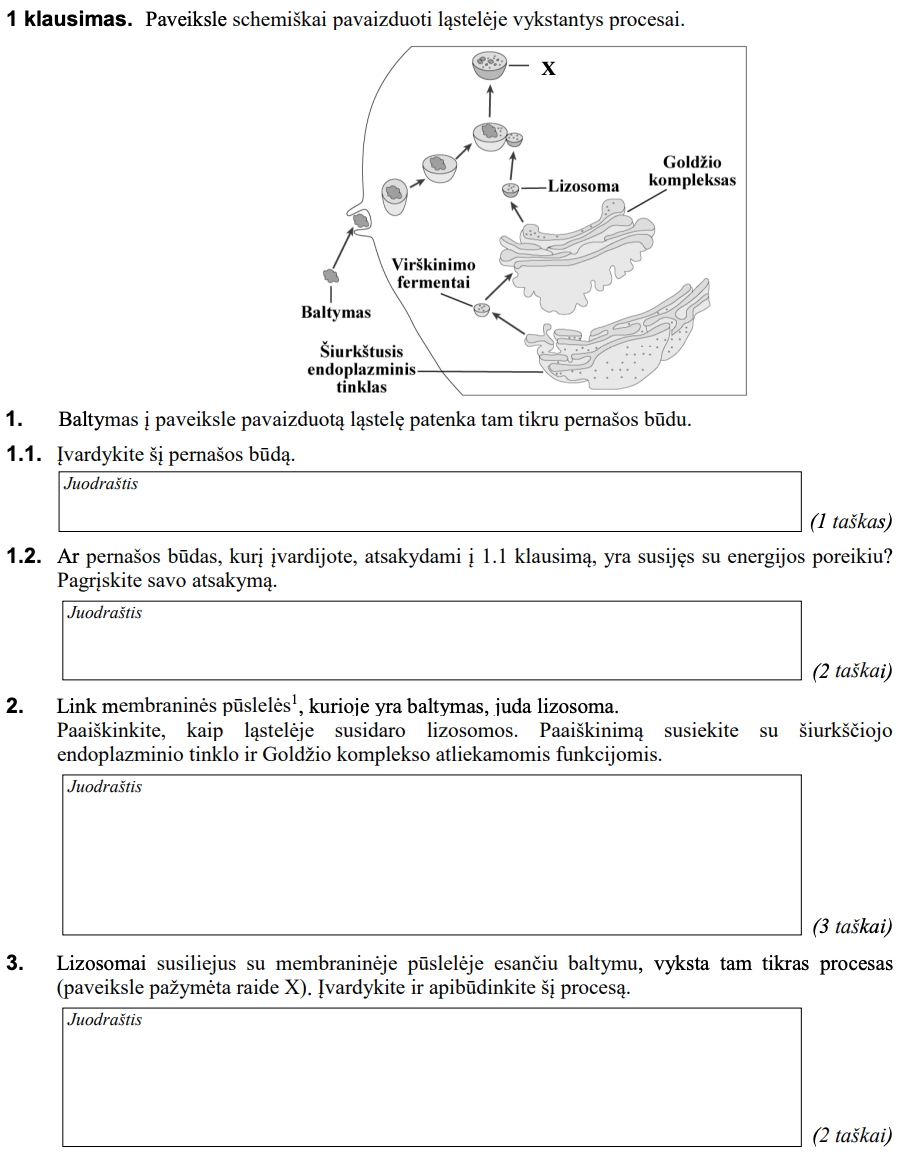 1 klausimas. Paveiksle schemiškai pavaizduoti ląstelėje vykstantys procesai.
X
Goldžio
kompleksas
Lizosoma
Virškinimo
fermentai
Baltymas
Šiurkštusis
endoplazminis
tinklas
1. Baltymas į paveiksle pavaizduotą ląstelę patenka tam tikru pernašos būdu.
1.1. Įvardykite šį pernašos būdą.
Juodraštis
(1 taškas)
1.2. Ar pernašos būdas, kurį įvardijote, atsakydami į 1.1 klausimą, yra susijęs su energijos poreikiu?
Pagrįskite savo atsakymą.
Juodraštis
(2 taškai)
2. Link membraninės pūslelės¹, kurioje yra baltymas, juda lizosoma.
Paaiškinkite, kaip ląstelėje susidaro lizosomos. Paaiškinimą susiekite su šiurkščiojo
endoplazminio tinklo ir Goldžio komplekso atliekamomis funkcijomis.
Juodraštis
(3 taškai)
3. Lizosomai susiliejus su membraninėje pūslelėje esančiu baltymu, vyksta tam tikras procesas
(paveiksle pažymėta raide X). Įvardykite ir apibūdinkite šį procesą.
Juodraštis
(2 taškai)